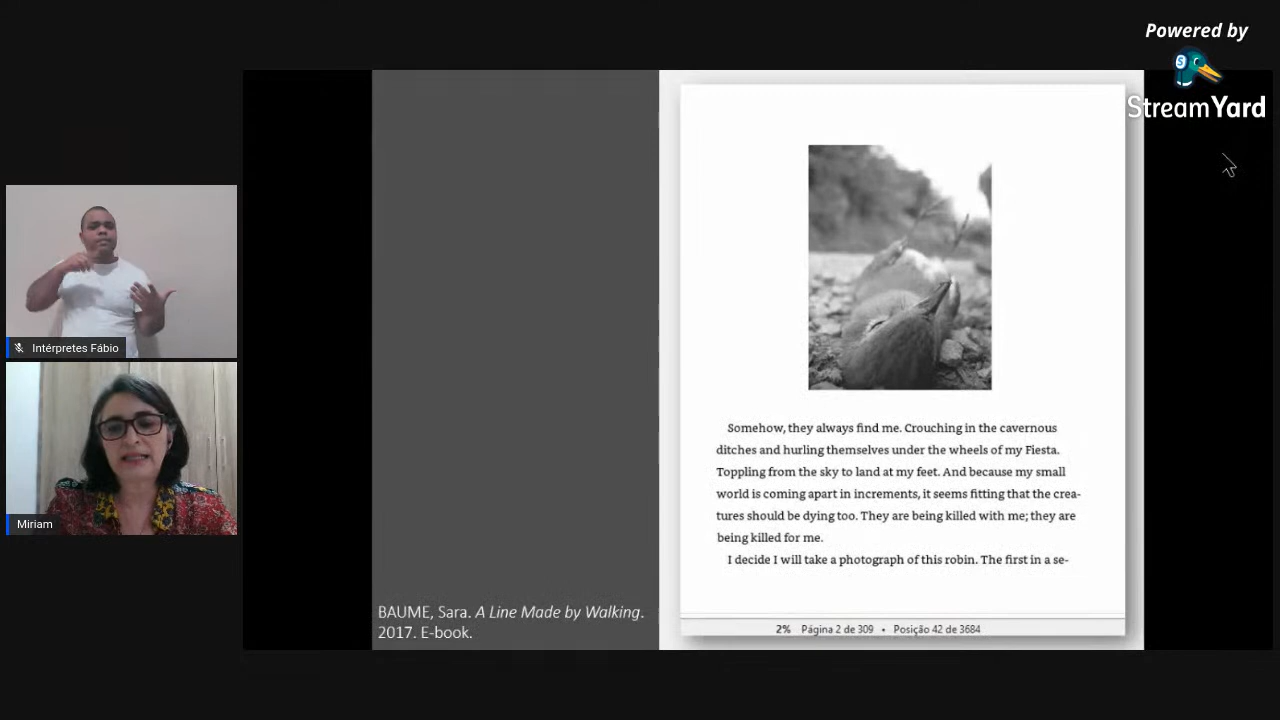 Powered by
StreamYard
Intérpretes Fábio
Miriam
BAUME, Sara. A Line Made by Walking.
2017. E-book.
Somehow, they always find me. Crouching in the cavernous
ditches and hurling themselves under the wheels of my Fiesta.
Toppling from the sky to land at my feet. And because my small
world is coming apart in increments, it seems fitting that the crea-
tures should be dying too. They are being killed with me; they are
being killed for me.
I decide I will take a photograph of this robin. The first in a se-
2% Página 2 de 309 • Posição 42 de 3684